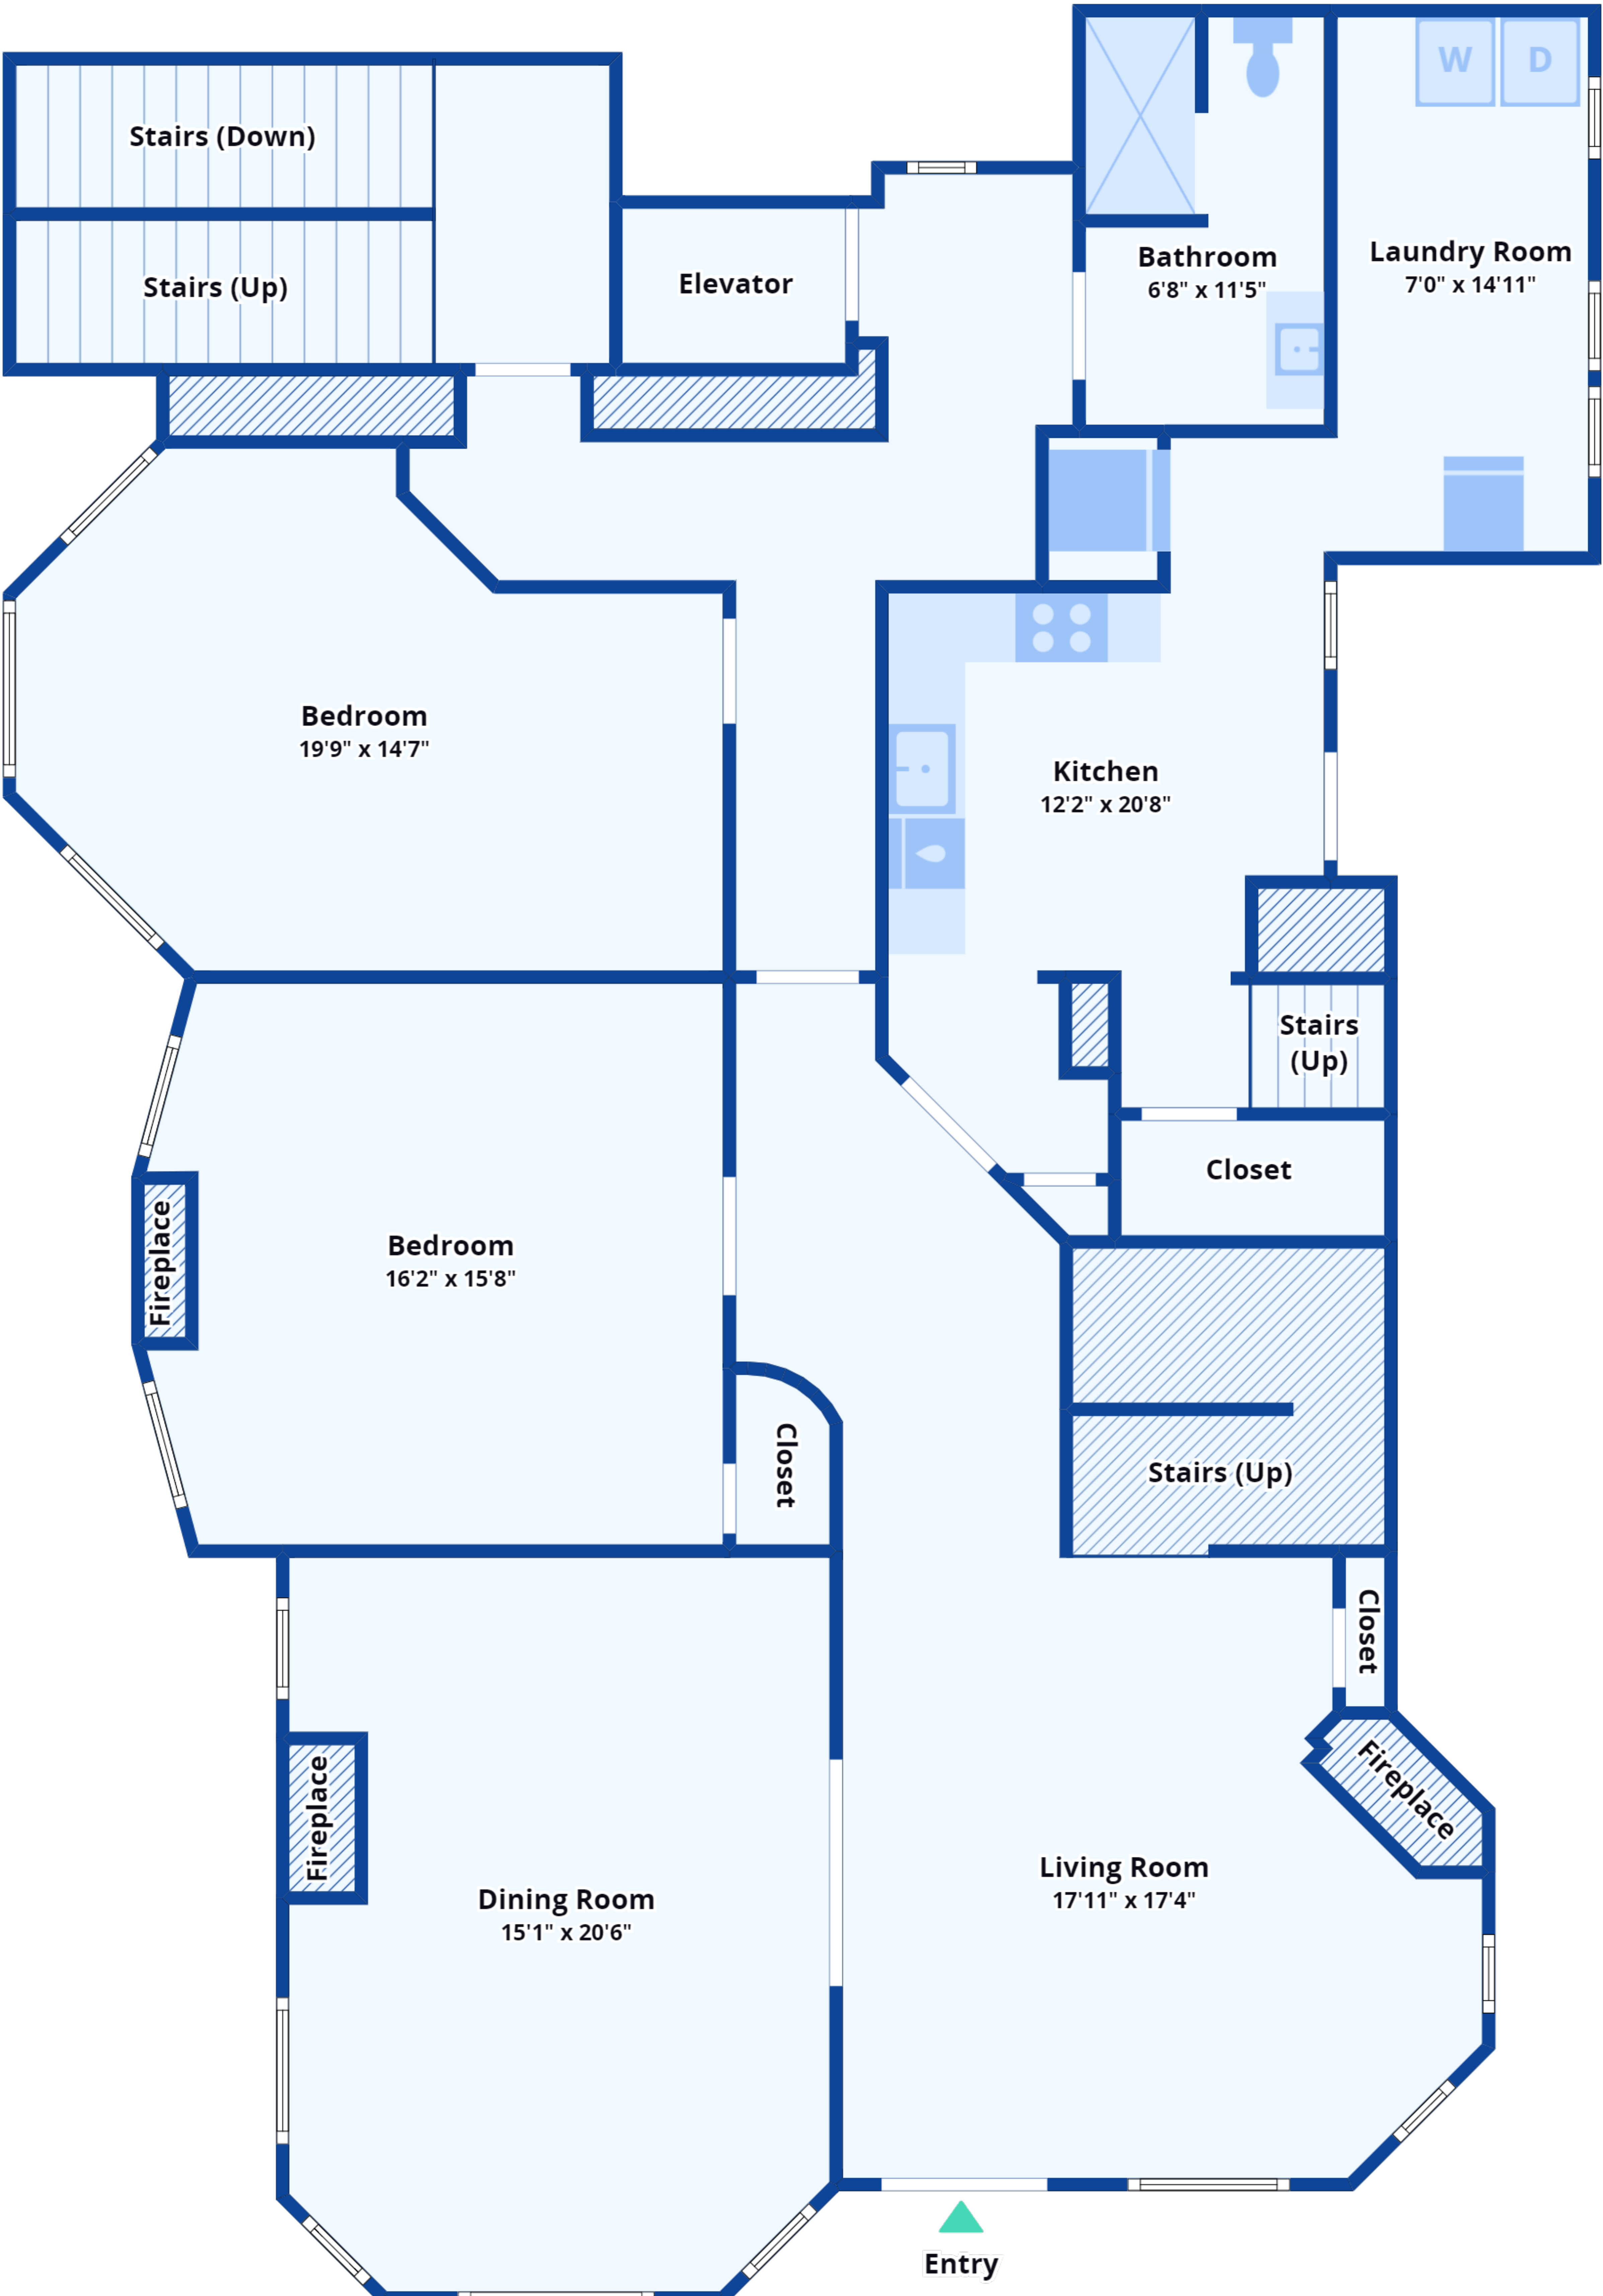 W
D
Stairs (Down)
Bathroom
6'8" x 11'5"
Laundry Room
7'0" x 14'11"
Stairs (Up)
Elevator
Bedroom
19'9" x 14'7"
Kitchen
12'2" x 20'8"
Stairs
(Up)
Closet
Fireplace
Bedroom
16'2" x 15'8"
Closet
Stairs (Up)
Closet
Fireplace
Fireplace
Living Room
17'11" x 17'4"
Dining Room
15'1" x 20'6"
Entry